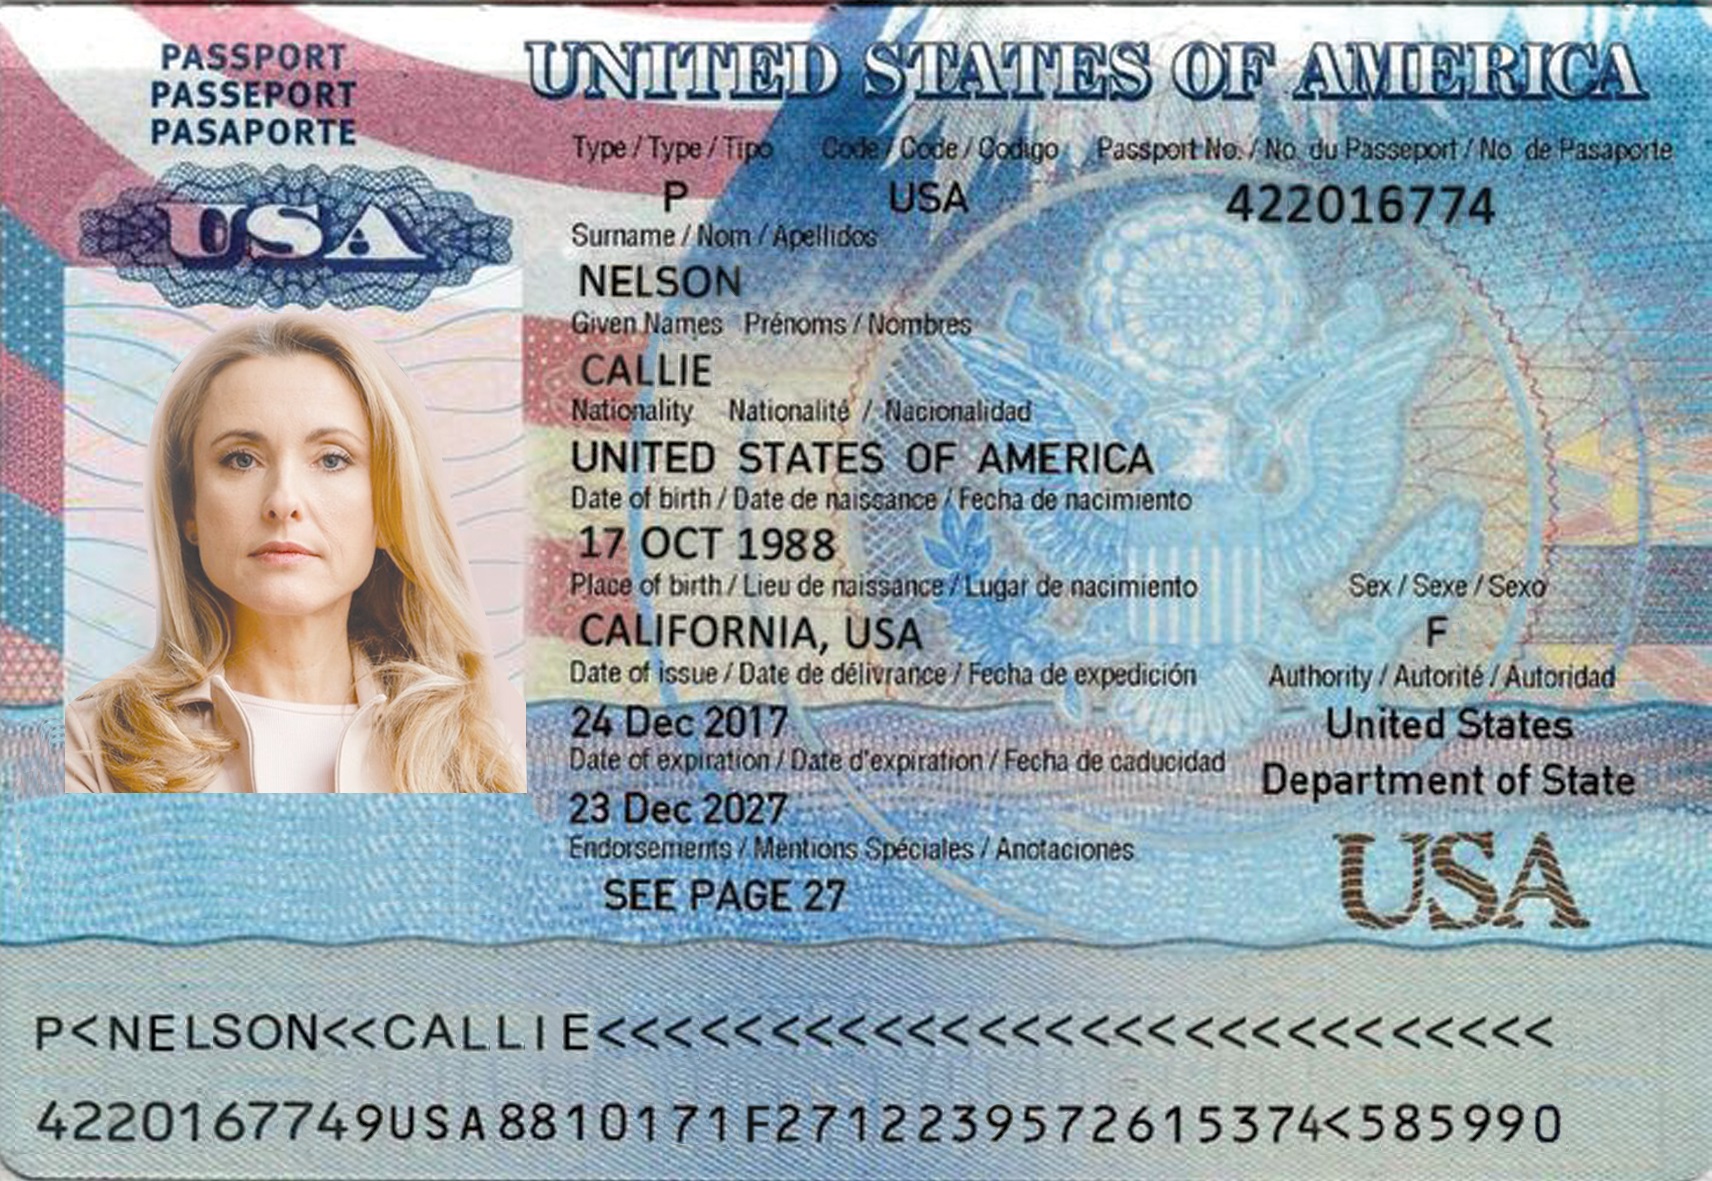 PASSPORT
PASSEPORT
PASAPORTE
USA
UNITED STATES OF AMERICA
Type / Type / Tipo Code / Code / Codigo Passport No. / No. du Passeport / No de Pasaporte
P USA 422016774
Surname / Nom / Apellidos
NELSON
Given Names Prénoms / Nombres
CALLIE
Nationality Nationalité / Nacionalidad
UNITED STATES OF AMERICA
Date of birth / Date de naissance / Fecha de nacimiento
17 OCT 1988
Place of birth / Lieu de naissance / Lugar de nacimiento Sex / Sexe / Sexo
CALIFORNIA, USA F
Date of issue / Date de délivrance / Fecha de expedición Authority / Autorité / Autoridad
24 Dec 2017 United States
Date of expiration / Date d'expiration / Fecha de caducidad Department of State
23 Dec 2027
Endorsements / Mentions Spéciales / Anotaciones
SEE PAGE 27 USA
P<NELSON<<CALLIE<<<<<<<<<<<<<<<<<<<<<<<<<<<<
4220167749USA8810171F2712239572615374<585990